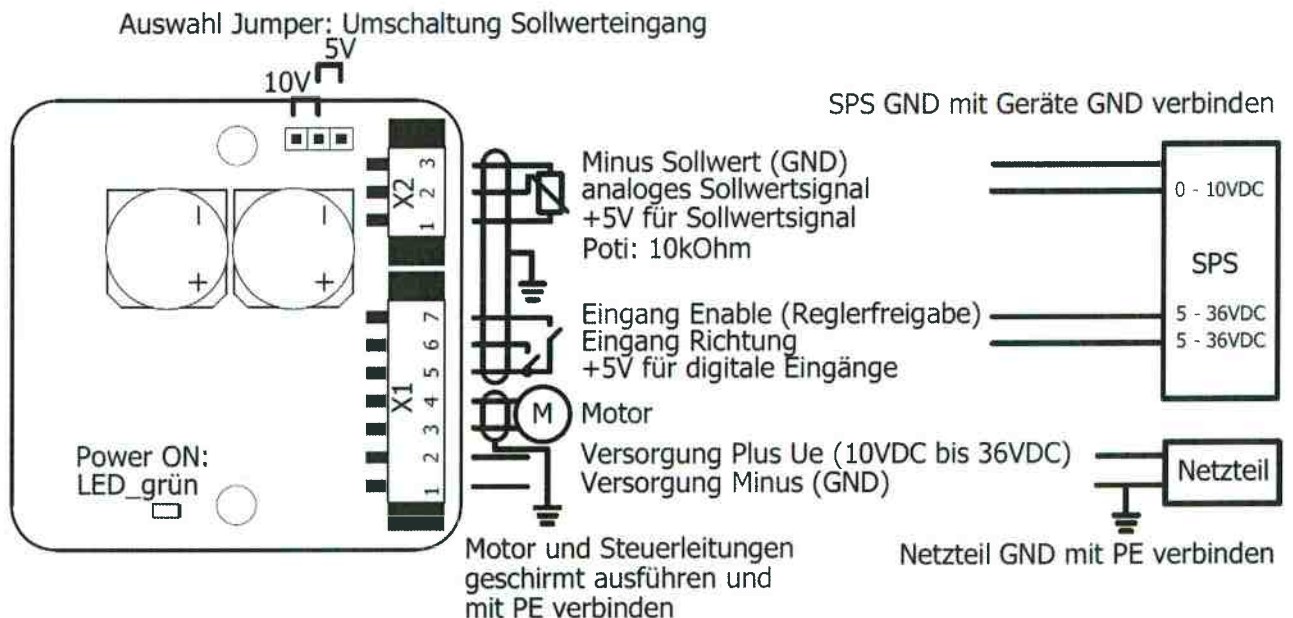 Auswahl Jumper: Umschaltung Sollwerteingang
5V
10V
SPS GND mit Geräte GND verbinden
X2
3
2
1
Minus Sollwert (GND)
analoges Sollwertsignal
+5V für Sollwertsignal
Poti: 10kOhm
0 - 10VDC
SPS
5 - 36VDC
5 - 36VDC
- -
+ +
X1
7
6
5
4
3
2
1
Eingang Enable (Reglerfreigabe)
Eingang Richtung
+5V für digitale Eingänge
M
Motor
Versorgung Plus Ue (10VDC bis 36VDC)
Versorgung Minus (GND)
Netzteil
Power ON:
LED_grün
Motor und Steuerleitungen
geschirmt ausführen und
mit PE verbinden
Netzteil GND mit PE verbinden